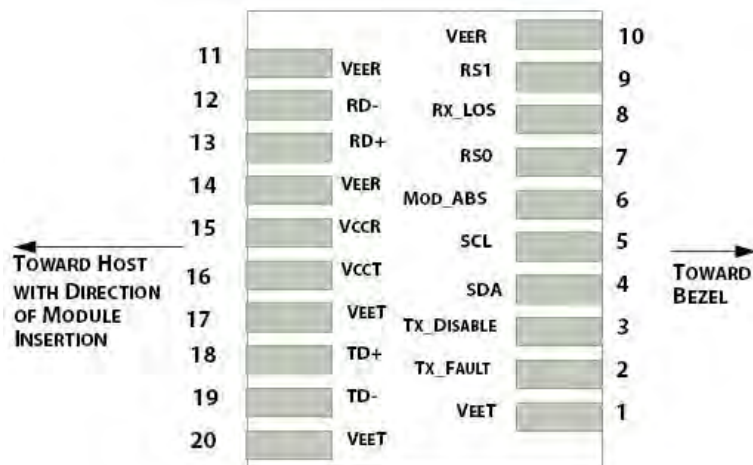 VEER 10
11 VEER
RS1 9
12 RD-
RX_LOS 8
13 RD+
RS0 7
14 VEER
MOD_ABS 6
15 VCCR
SCL 5
TOWARD HOST
WITH DIRECTION
OF MODULE
INSERTION
16 VCCT
SDA 4
TOWARD
BEZEL
17 VEET
TX_DISABLE 3
18 TD+
TX_FAULT 2
19 TD-
VEET 1
20 VEET